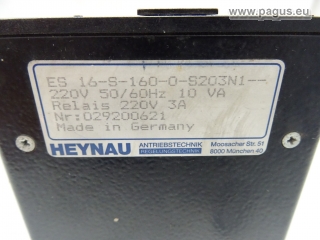 www.pagus.eu
ES 16-S-160-0-S203N1--
220V 50/60Hz 10 VA
Relais 220V 3A
Nr:029200621
Made in Germany
HEYNAU ANTRIEBSTECHNIK Moosacher Str. 51
REGELUNGSTECHNIK 8000 München 40